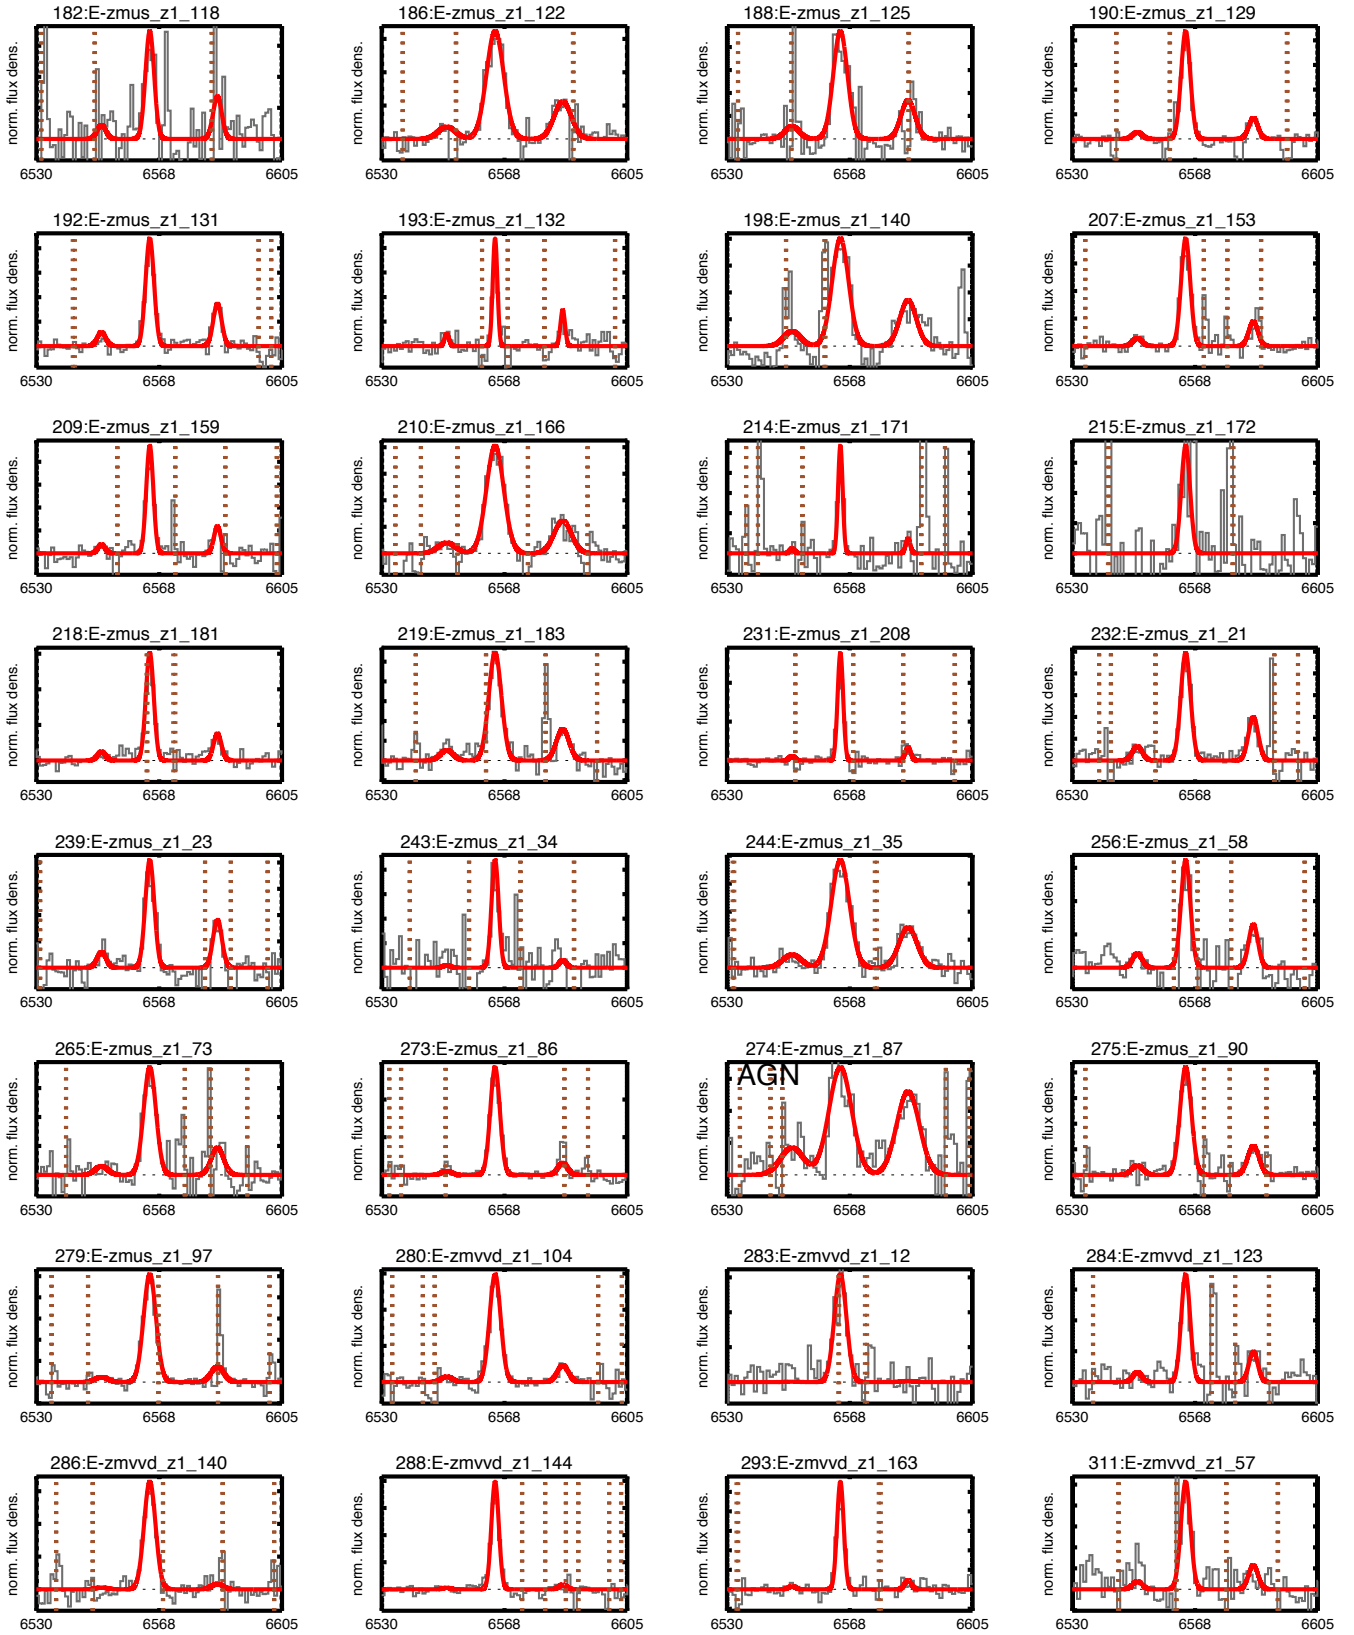 182:E-zmus_z1_118 186:E-zmus_z1_122 188:E-zmus_z1_125 190:E-zmus_z1_129
norm. flux dens. norm. flux dens. norm. flux dens. norm. flux dens.
6530 6568 6605 6530 6568 6605 6530 6568 6605 6530 6568 6605
192:E-zmus_z1_131 193:E-zmus_z1_132 198:E-zmus_z1_140 207:E-zmus_z1_153
norm. flux dens. norm. flux dens. norm. flux dens. norm. flux dens.
6530 6568 6605 6530 6568 6605 6530 6568 6605 6530 6568 6605
209:E-zmus_z1_159 210:E-zmus_z1_166 214:E-zmus_z1_171 215:E-zmus_z1_172
norm. flux dens. norm. flux dens. norm. flux dens. norm. flux dens.
6530 6568 6605 6530 6568 6605 6530 6568 6605 6530 6568 6605
218:E-zmus_z1_181 219:E-zmus_z1_183 231:E-zmus_z1_208 232:E-zmus_z1_21
norm. flux dens. norm. flux dens. norm. flux dens. norm. flux dens.
6530 6568 6605 6530 6568 6605 6530 6568 6605 6530 6568 6605
239:E-zmus_z1_23 243:E-zmus_z1_34 244:E-zmus_z1_35 256:E-zmus_z1_58
norm. flux dens. norm. flux dens. norm. flux dens. norm. flux dens.
6530 6568 6605 6530 6568 6605 6530 6568 6605 6530 6568 6605
265:E-zmus_z1_73 273:E-zmus_z1_86 274:E-zmus_z1_87 275:E-zmus_z1_90
AGN
norm. flux dens. norm. flux dens. norm. flux dens. norm. flux dens.
6530 6568 6605 6530 6568 6605 6530 6568 6605 6530 6568 6605
279:E-zmus_z1_97 280:E-zmvvd_z1_104 283:E-zmvvd_z1_12 284:E-zmvvd_z1_123
norm. flux dens. norm. flux dens. norm. flux dens. norm. flux dens.
6530 6568 6605 6530 6568 6605 6530 6568 6605 6530 6568 6605
286:E-zmvvd_z1_140 288:E-zmvvd_z1_144 293:E-zmvvd_z1_163 311:E-zmvvd_z1_57
norm. flux dens. norm. flux dens. norm. flux dens. norm. flux dens.
6530 6568 6605 6530 6568 6605 6530 6568 6605 6530 6568 6605